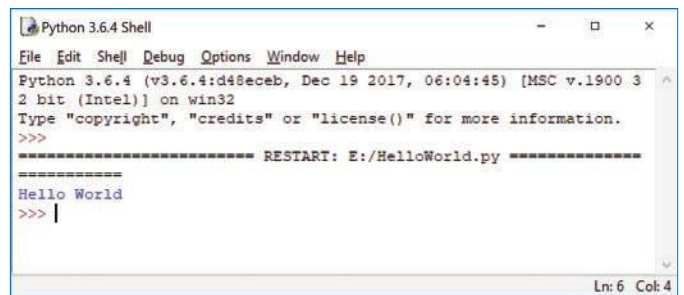 Python 3.6.4 Shell
File Edit Shell Debug Options Window Help
Python 3.6.4 (v3.6.4:d48eceb, Dec 19 2017, 06:04:45) [MSC v.1900 3
2 bit (Intel)] on win32
Type "copyright", "credits" or "license()" for more information.
>>>
========================== RESTART: E:/HelloWorld.py ==============
===========
Hello World
>>>
Ln: 6 Col: 4